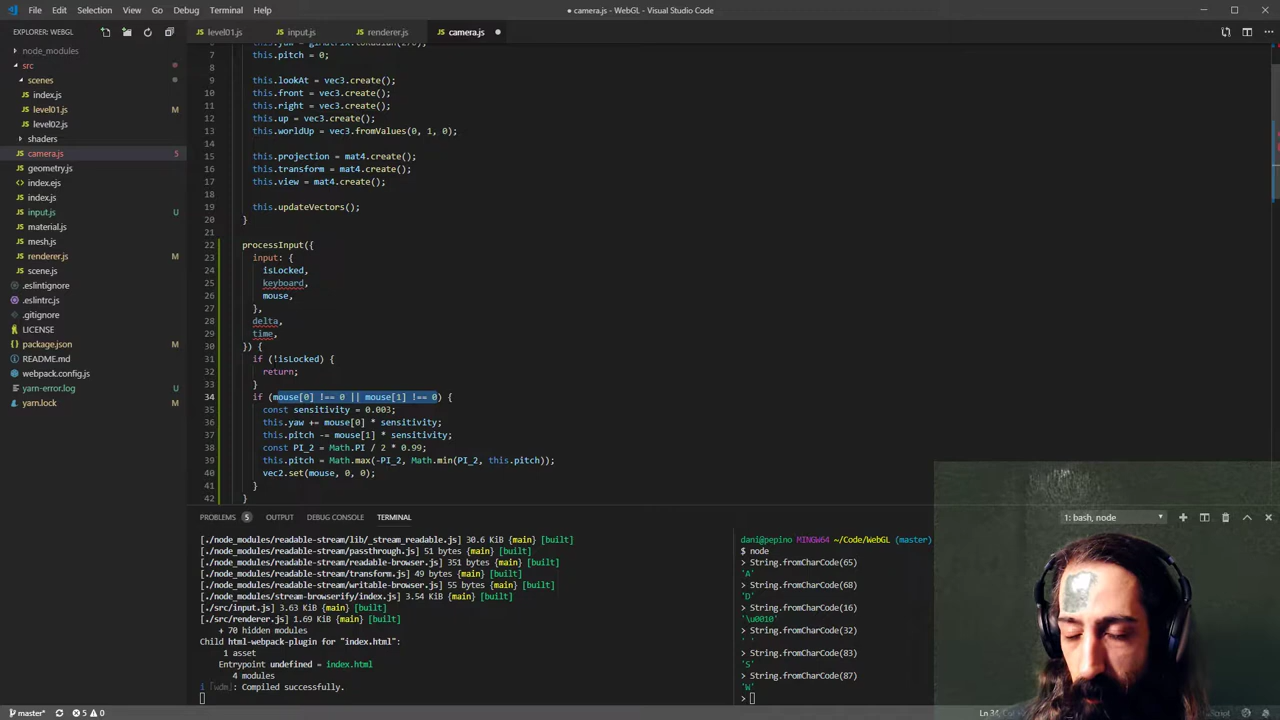 File Edit Selection View Go Debug Terminal Help
● camera.js - WebGL - Visual Studio Code
EXPLORER: WEBGL
level01.js input.js renderer.js camera.js
node_modules
src
scenes
index.js
level01.js M
level02.js
shaders
camera.js 5
geometry.js
index.ejs
index.js
input.js U
material.js
mesh.js
renderer.js M
scene.js
.eslintignore
.eslintrc.js
.gitignore
LICENSE
package.json M
README.md
webpack.config.js
yarn-error.log U
yarn.lock M
7 this.pitch = 0;
8
9 this.lookAt = vec3.create();
10 this.front = vec3.create();
11 this.right = vec3.create();
12 this.up = vec3.create();
13 this.worldUp = vec3.fromValues(0, 1, 0);
14
15 this.projection = mat4.create();
16 this.transform = mat4.create();
17 this.view = mat4.create();
18
19 this.updateVectors();
20 }
21
22 processInput({
23 input: {
24 isLocked,
25 keyboard,
26 mouse,
27 },
28 delta,
29 time,
30 }) {
31 if (!isLocked) {
32 return;
33 }
34 if (mouse[0] !== 0 || mouse[1] !== 0) {
35 const sensitivity = 0.003;
36 this.yaw += mouse[0] * sensitivity;
37 this.pitch -= mouse[1] * sensitivity;
38 const PI_2 = Math.PI / 2 * 0.99;
39 this.pitch = Math.max(-PI_2, Math.min(PI_2, this.pitch));
40 vec2.set(mouse, 0, 0);
41 }
42 }
PROBLEMS 5 OUTPUT DEBUG CONSOLE TERMINAL
1: bash, node
[./node_modules/readable-stream/lib/_stream_readable.js] 30.6 KiB {main} [built]
[./node_modules/readable-stream/passthrough.js] 51 bytes {main} [built]
[./node_modules/readable-stream/readable-browser.js] 351 bytes {main} [built]
[./node_modules/readable-stream/transform.js] 49 bytes {main} [built]
[./node_modules/readable-stream/writable-browser.js] 55 bytes {main} [built]
[./node_modules/stream-browserify/index.js] 3.54 KiB {main} [built]
[./src/input.js] 3.63 KiB {main} [built]
[./src/renderer.js] 1.69 KiB {main} [built]
+ 70 hidden modules
Child html-webpack-plugin for "index.html":
1 asset
Entrypoint undefined = index.html
4 modules
i ｢wdm｣: Compiled successfully.
dani@pepino MINGW64 ~/Code/WebGL (master)
$ node
> String.fromCharCode(65)
'A'
> String.fromCharCode(68)
'D'
> String.fromCharCode(16)
'\u0010'
> String.fromCharCode(32)
' '
> String.fromCharCode(83)
'S'
> String.fromCharCode(87)
'W'
>
master* 5 0
Ln 34,